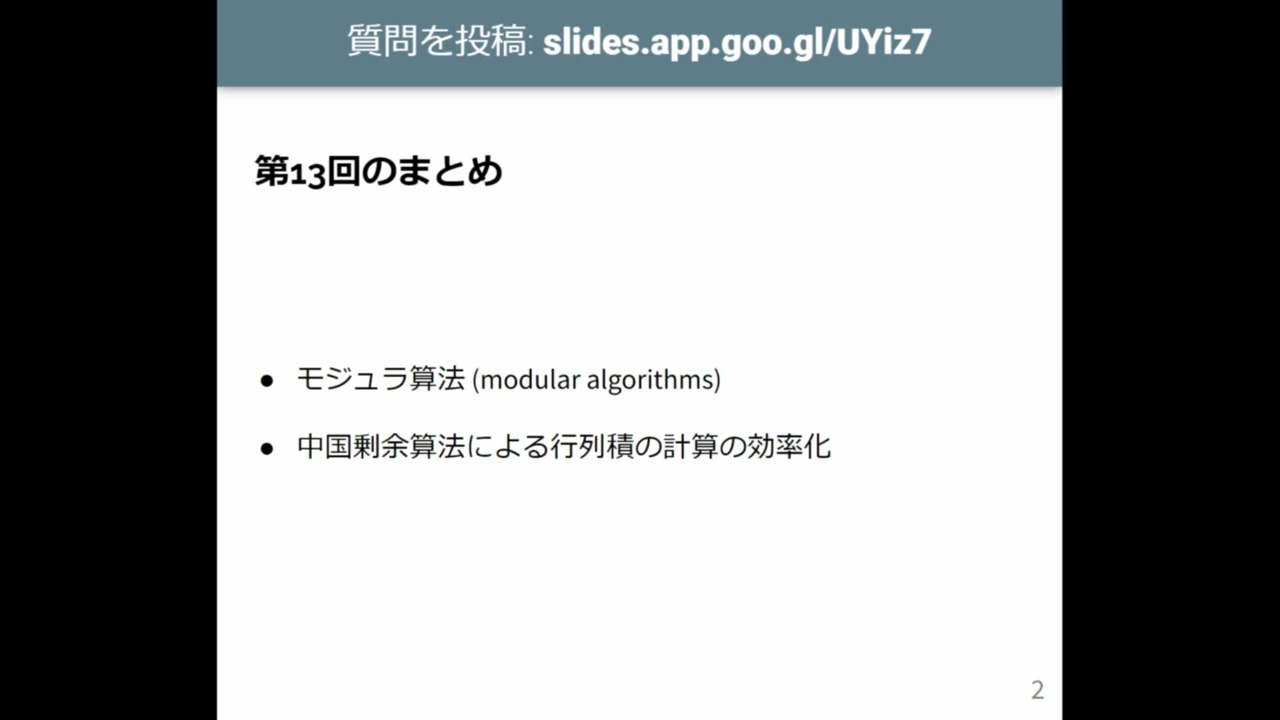 質問を投稿: slides.app.goo.gl/UYiz7
第13回のまとめ
● モジュラ算法 (modular algorithms)
● 中国剰余算法による行列積の計算の効率化
2